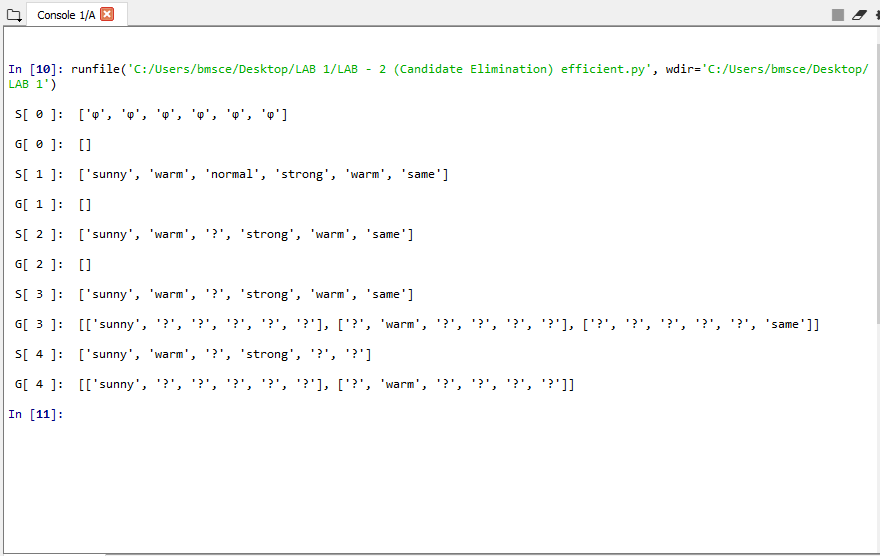 Console 1/A
In [10]: runfile('C:/Users/bmsce/Desktop/LAB 1/LAB - 2 (Candidate Elimination) efficient.py', wdir='C:/Users/bmsce/Desktop/
LAB 1')
S[ 0 ]:  ['φ', 'φ', 'φ', 'φ', 'φ', 'φ']
G[ 0 ]:  []
S[ 1 ]:  ['sunny', 'warm', 'normal', 'strong', 'warm', 'same']
G[ 1 ]:  []
S[ 2 ]:  ['sunny', 'warm', '?', 'strong', 'warm', 'same']
G[ 2 ]:  []
S[ 3 ]:  ['sunny', 'warm', '?', 'strong', 'warm', 'same']
G[ 3 ]:  [['sunny', '?', '?', '?', '?', '?'], ['?', 'warm', '?', '?', '?', '?'], ['?', '?', '?', '?', '?', 'same']]
S[ 4 ]:  ['sunny', 'warm', '?', 'strong', '?', '?']
G[ 4 ]:  [['sunny', '?', '?', '?', '?', '?'], ['?', 'warm', '?', '?', '?', '?']]
In [11]: